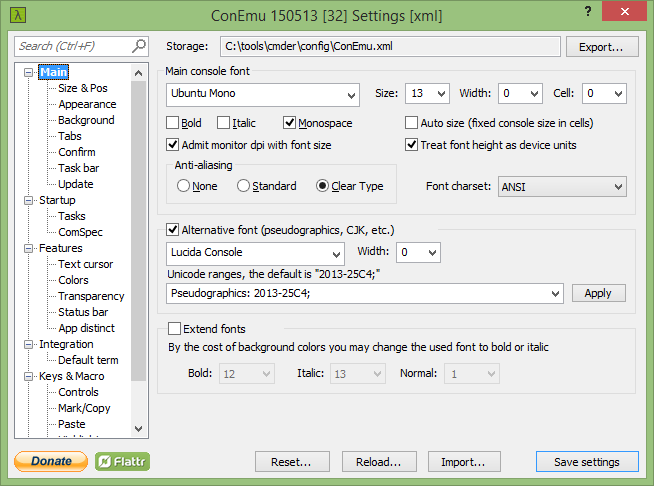 ConEmu 150513 [32] Settings [xml]
Search (Ctrl+F)
Storage: C:\tools\cmder\config\ConEmu.xml Export...
Main
Size & Pos
Appearance
Background
Tabs
Confirm
Task bar
Update
Startup
Tasks
ComSpec
Features
Text cursor
Colors
Transparency
Status bar
App distinct
Integration
Default term
Keys & Macro
Controls
Mark/Copy
Paste
Main console font
Ubuntu Mono Size: 13 Width: 0 Cell: 0
Bold Italic Monospace Auto size (fixed console size in cells)
Admit monitor dpi with font size Treat font height as device units
Anti-aliasing
None Standard Clear Type Font charset: ANSI
Alternative font (pseudographics, CJK, etc.)
Lucida Console Width: 0
Unicode ranges, the default is "2013-25C4;"
Pseudographics: 2013-25C4; Apply
Extend fonts
By the cost of background colors you may change the used font to bold or italic
Bold: 12 Italic: 13 Normal: 1
Donate Flattr Reset... Reload... Import... Save settings